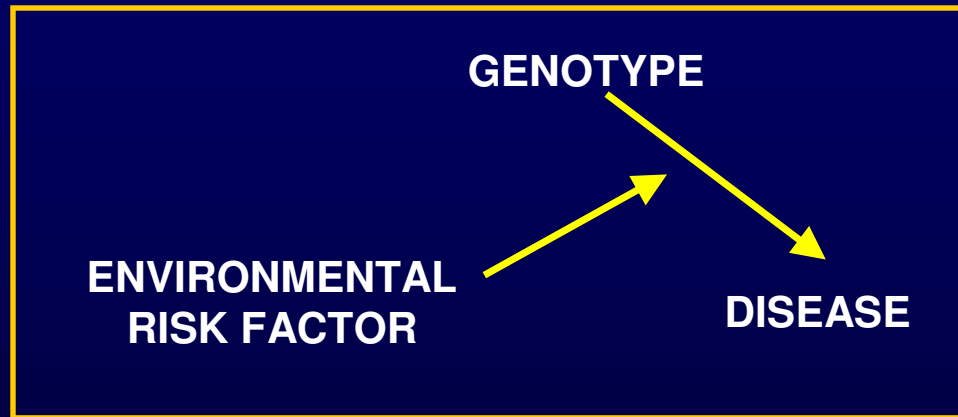 GENOTYPE
ENVIRONMENTAL
RISK FACTOR
DISEASE